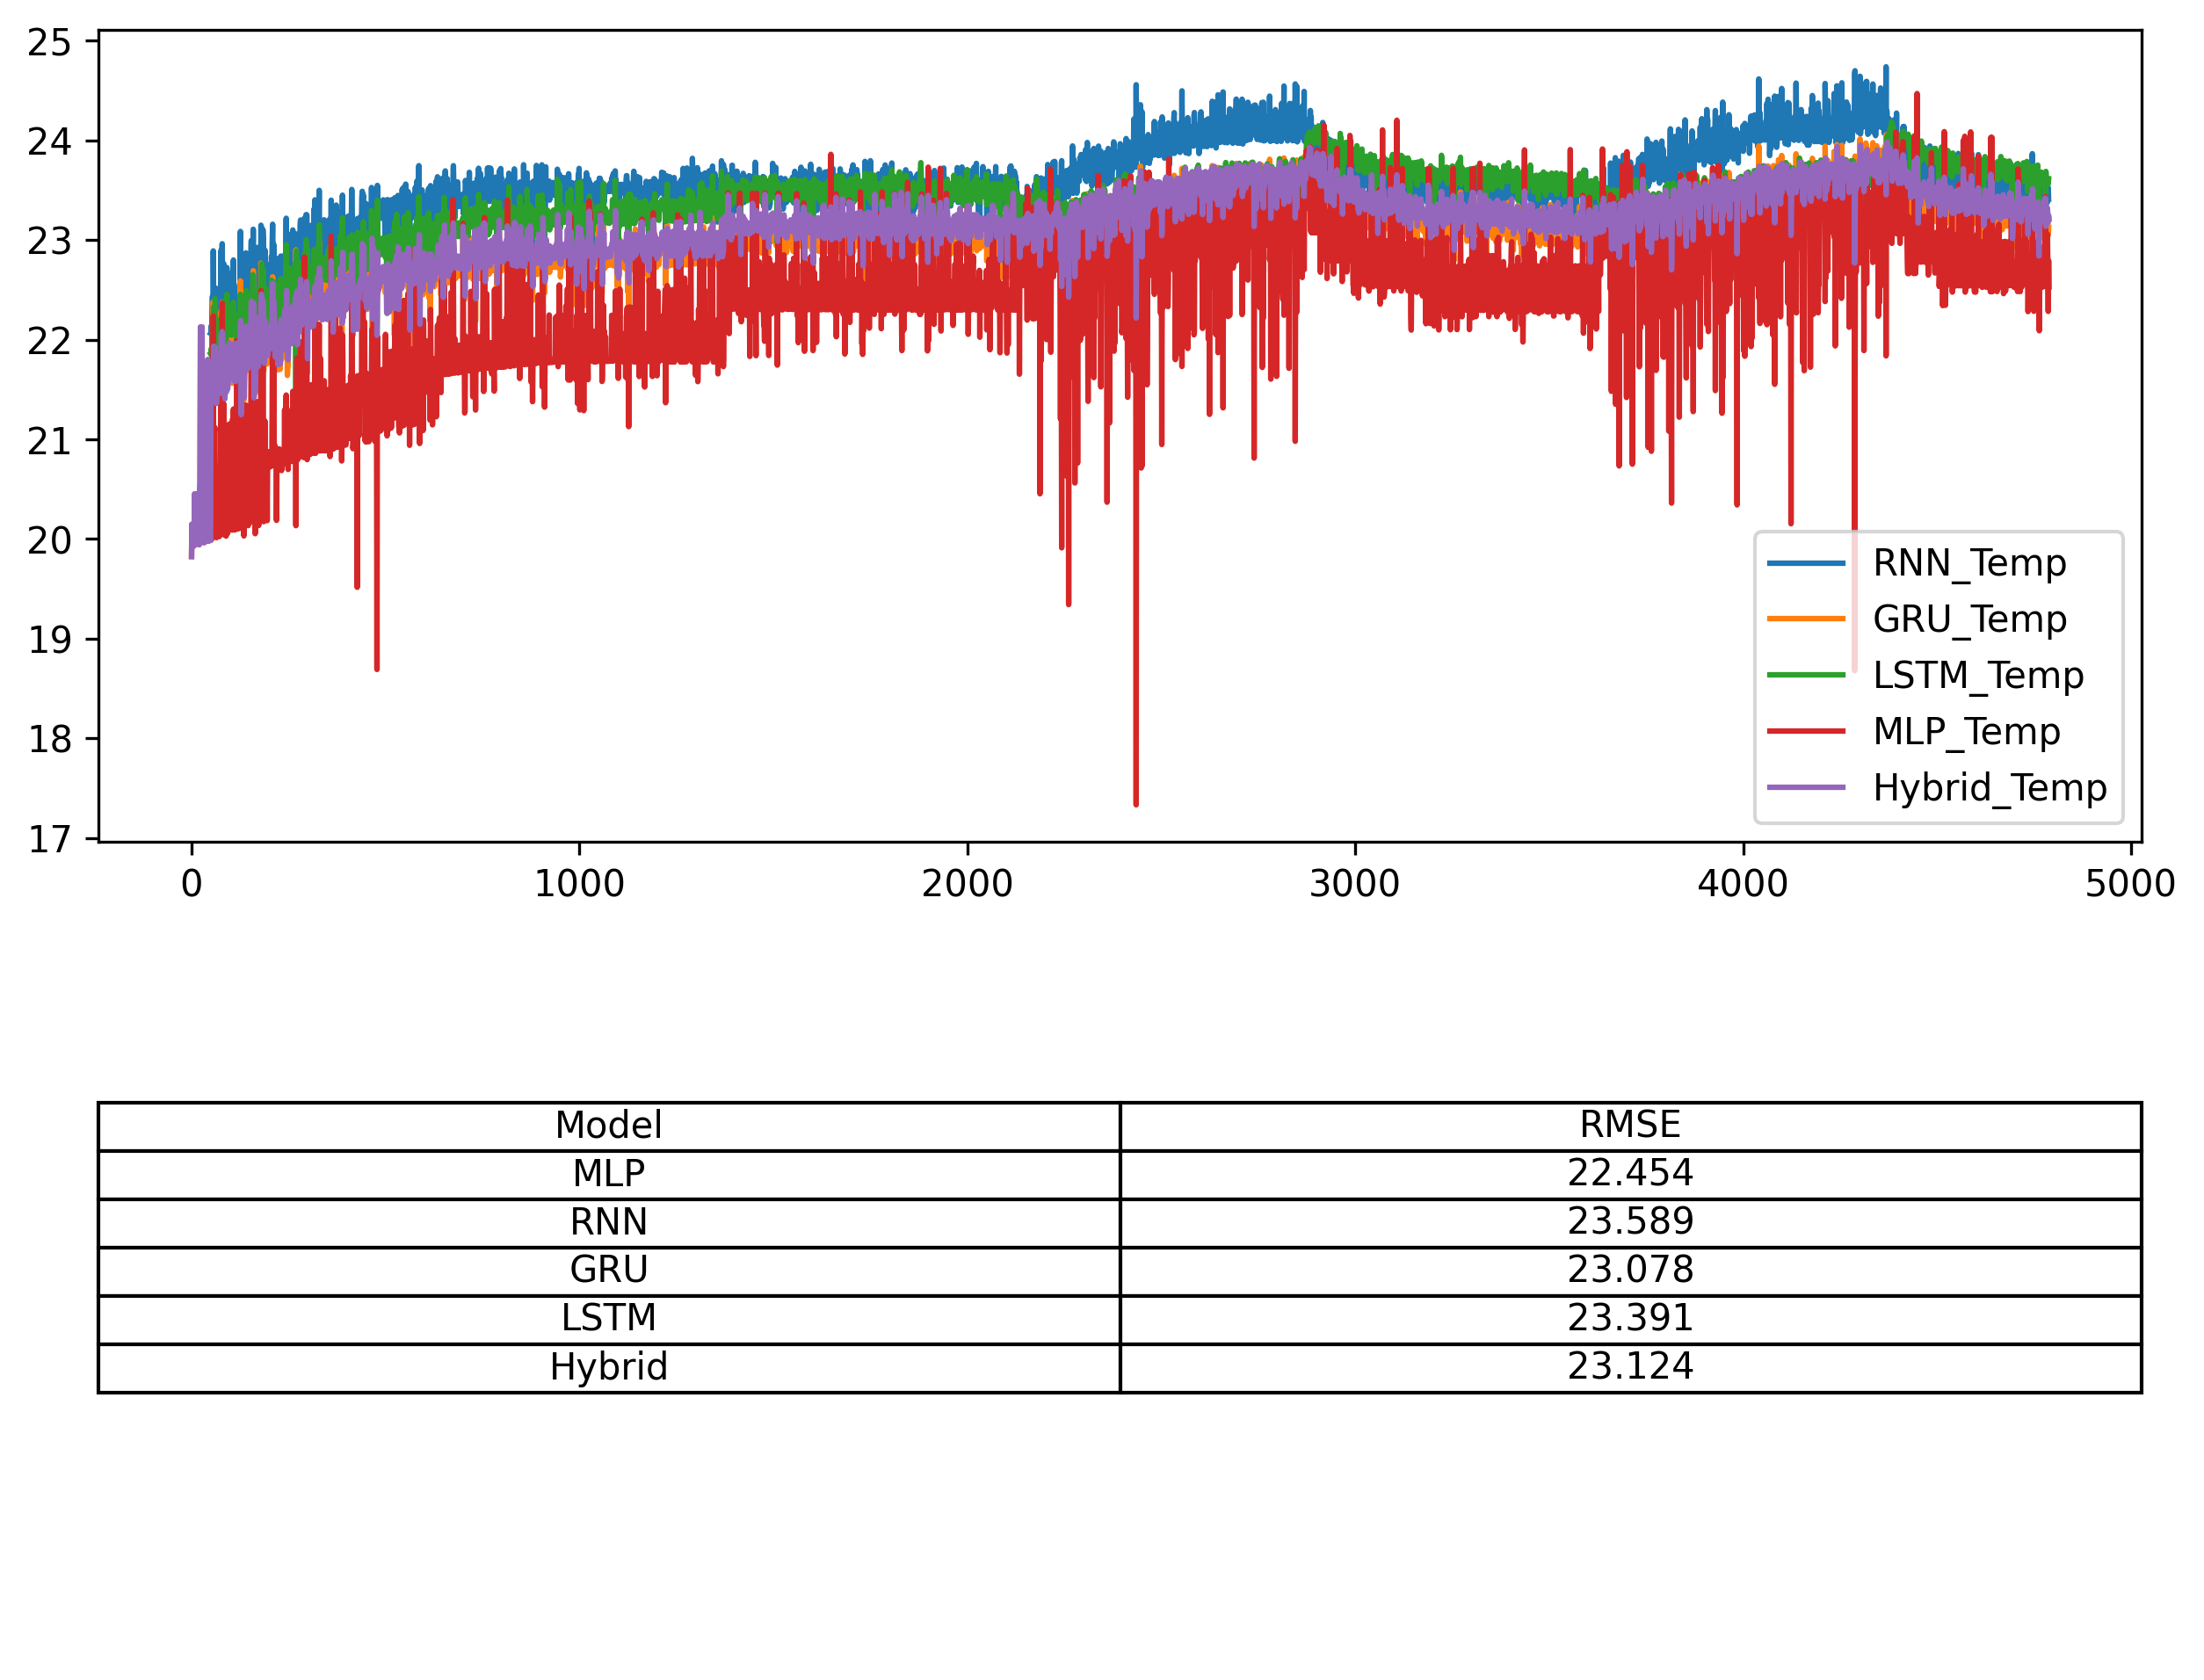 25
24
23
22
21
20
19
18
17
0 1000 2000 3000 4000 5000
RNN_Temp
GRU_Temp
LSTM_Temp
MLP_Temp
Hybrid_Temp
Model RMSE
MLP 22.454
RNN 23.589
GRU 23.078
LSTM 23.391
Hybrid 23.124